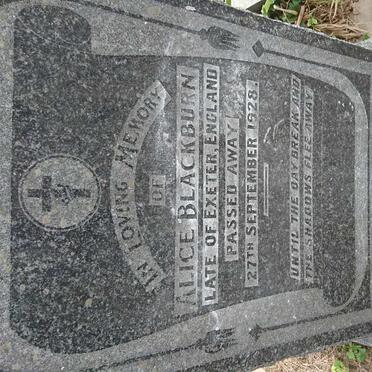 IN LOVING MEMORY
OF
ALICE BLACKBURN
LATE OF EXETER, ENGLAND
PASSED AWAY
27TH SEPTEMBER 1928.
UNTIL THE DAY BREAK AND
THE SHADOWS FLEE AWAY